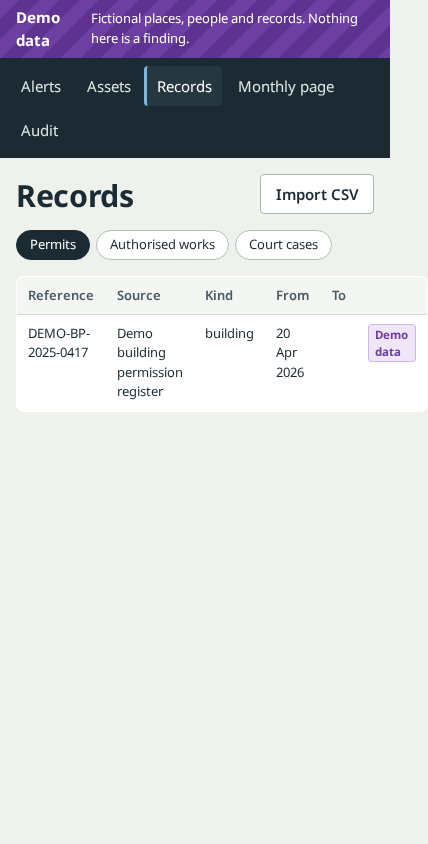 Demo data
Fictional places, people and records. Nothing here is a finding.
Alerts
Assets
Records
Monthly page
Audit
Records
Import CSV
Permits
Authorised works
Court cases
Reference
Source
Kind
From
To
DEMO-BP-2025-0417
Demo building permission register
building
20 Apr 2026
Demo data